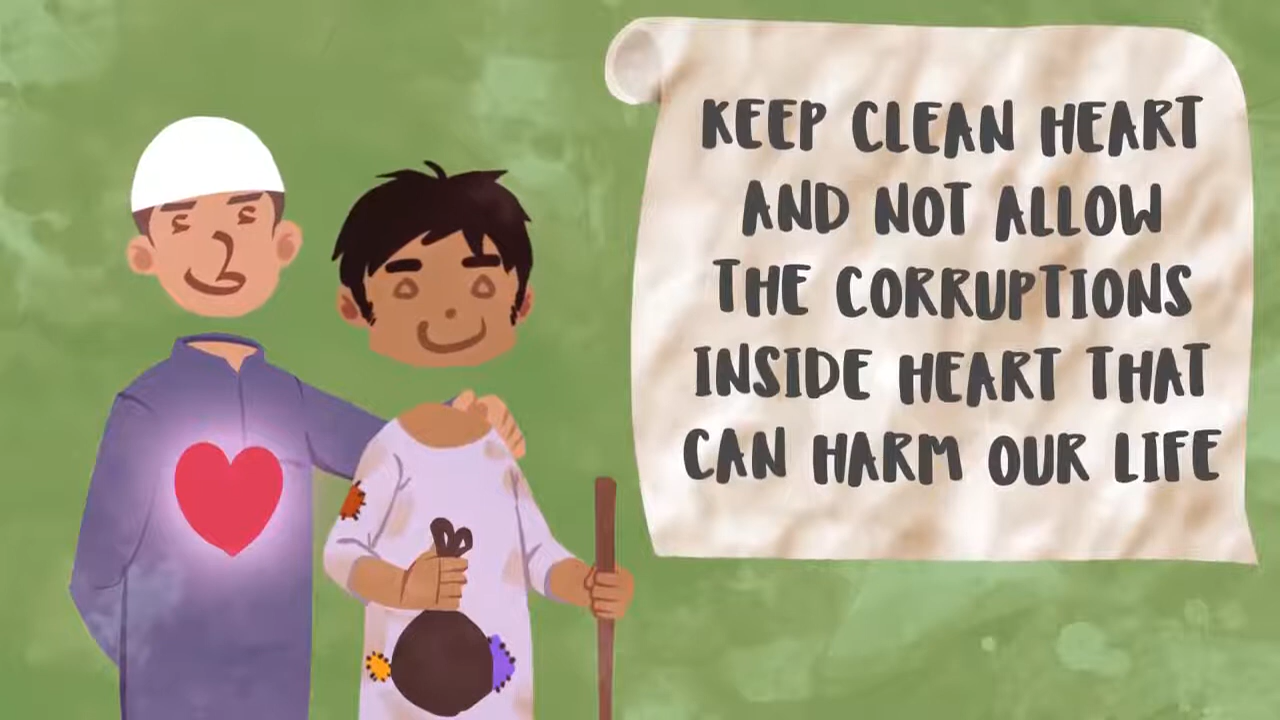 KEEP CLEAN HEART
AND NOT ALLOW
THE CORRUPTIONS
INSIDE HEART THAT
CAN HARM OUR LIFE